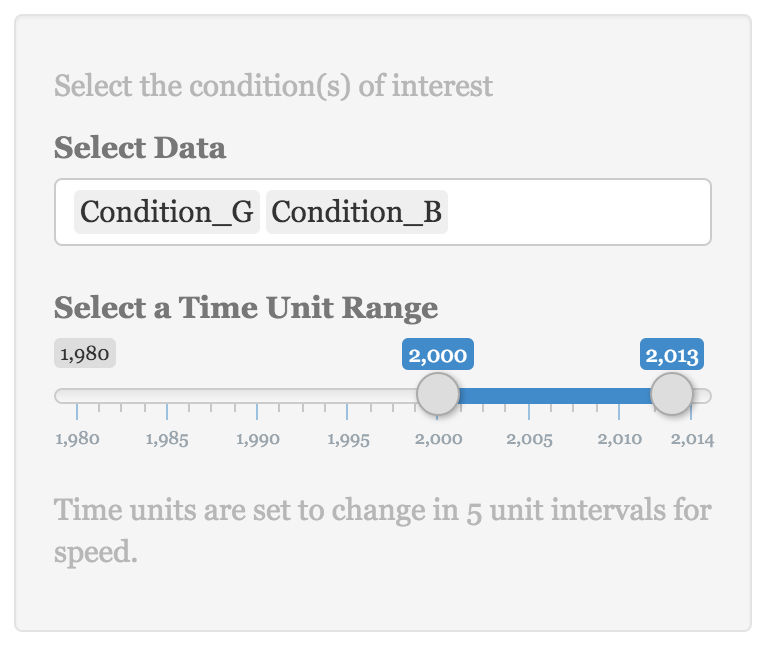 Select the condition(s) of interest
Select Data
Condition_G Condition_B
Select a Time Unit Range
1,980 2,000 2,013
1,980 1,985 1,990 1,995 2,000 2,005 2,010 2,014
Time units are set to change in 5 unit intervals for
speed.